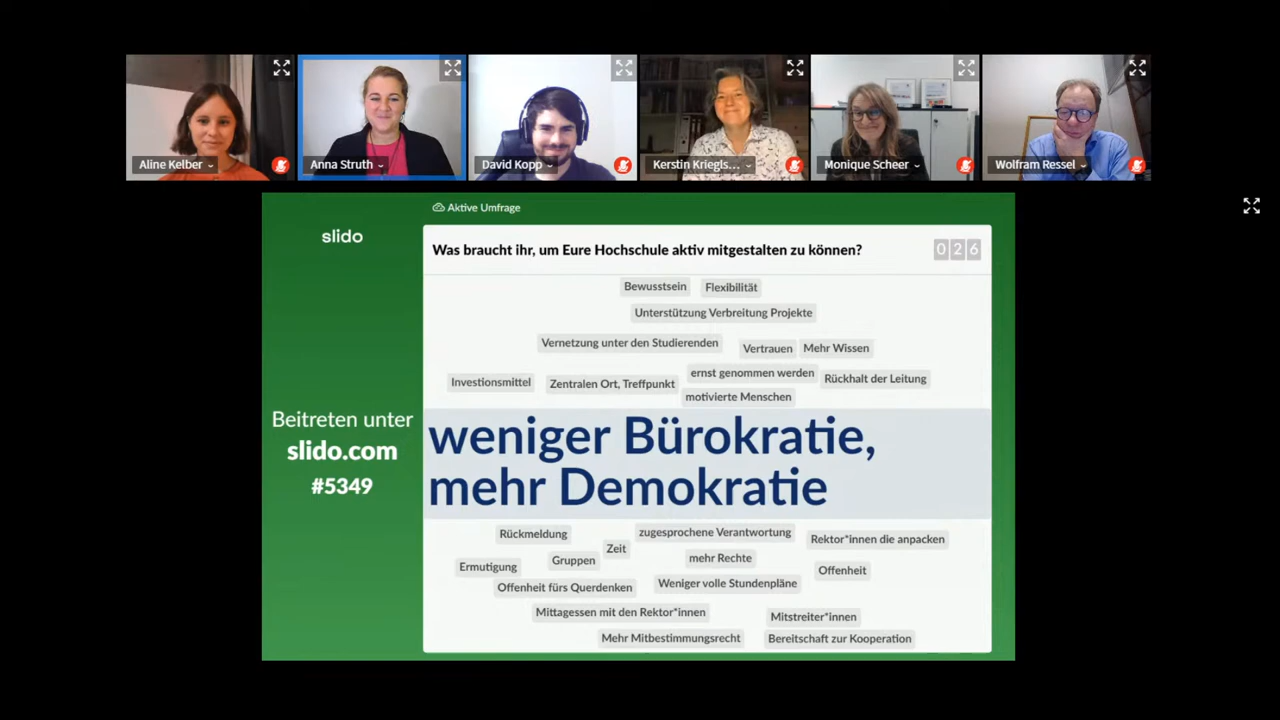 Aline Kelber
Anna Struth
David Kopp
Kerstin Kriegls...
Monique Scheer
Wolfram Ressel
slido
Aktive Umfrage
Was braucht ihr, um Eure Hochschule aktiv mitgestalten zu können?
026
Bewusstsein
Flexibilität
Unterstützung Verbreitung Projekte
Vernetzung unter den Studierenden
Vertrauen
Mehr Wissen
Investionsmittel
Zentralen Ort, Treffpunkt
ernst genommen werden
Rückhalt der Leitung
motivierte Menschen
Beitreten unter
slido.com
#5349
weniger Bürokratie,
mehr Demokratie
Rückmeldung
zugesprochene Verantwortung
Rektor*innen die anpacken
Zeit
Gruppen
mehr Rechte
Ermutigung
Offenheit
Offenheit fürs Querdenken
Weniger volle Stundenpläne
Mittagessen mit den Rektor*innen
Mitstreiter*innen
Mehr Mitbestimmungsrecht
Bereitschaft zur Kooperation